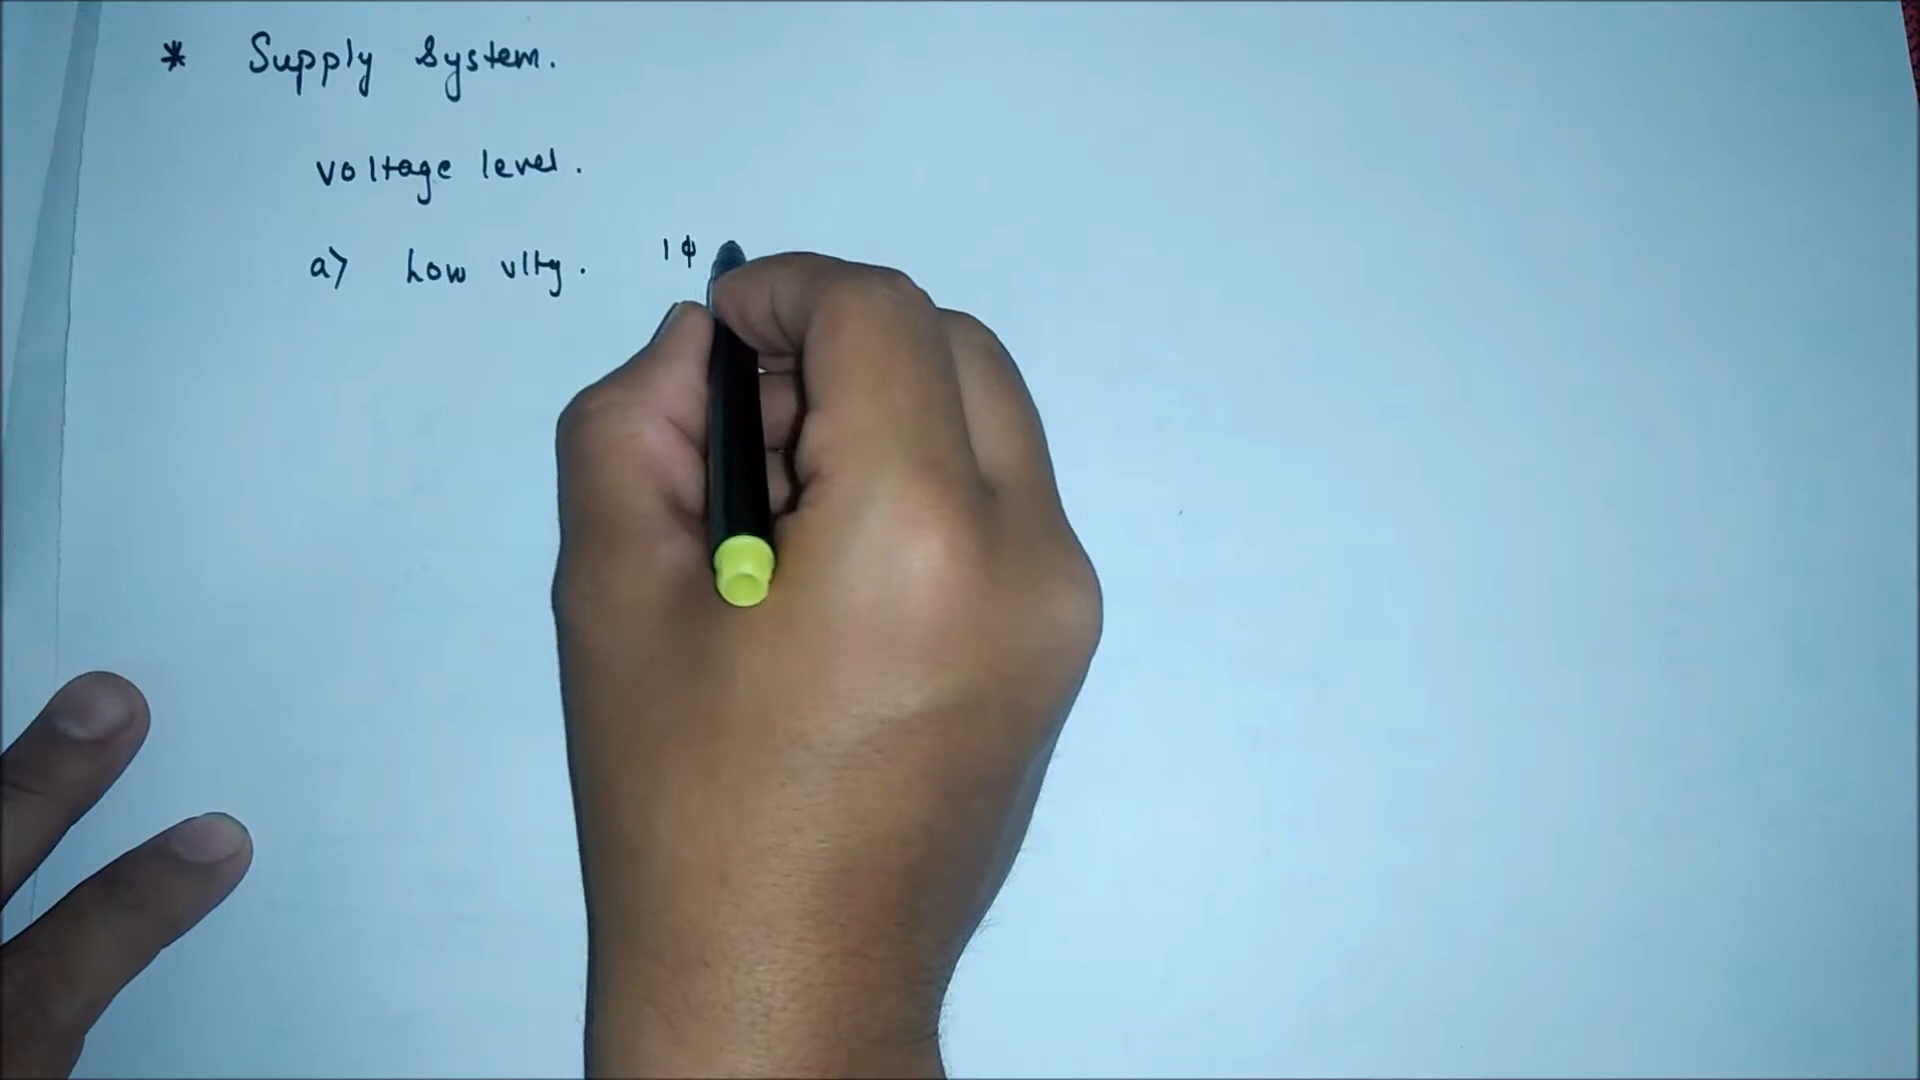 * Supply System.
voltage level.
a) Low vltg. 1ϕ